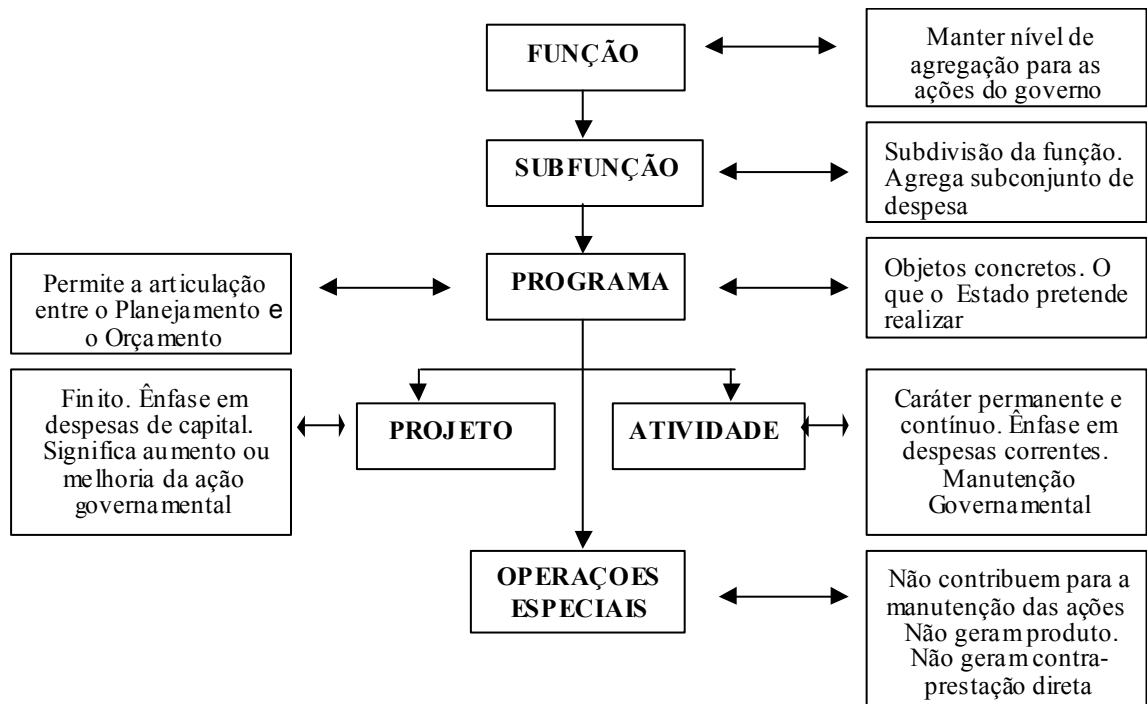 FUNÇÃO
Manter nível de
agregação para as
ações do governo
SUBFUNÇÃO
Subdivisão da função.
Agrega subconjunto de
despesa
Permite a articulação
entre o Planejamento e
o Orçamento
PROGRAMA
Objetos concretos. O
que o Estado pretende
realizar
Finito. Ênfase em
despesas de capital.
Significa aumento ou
melhoria da ação
governamental
PROJETO
ATIVIDADE
Caráter permanente e
contínuo. Ênfase em
despesas correntes.
Manutenção
Governamental
OPERAÇOES
ESPECIAIS
Não contribuem para a
manutenção das ações
Não geram produto.
Não geram contra-
prestação direta